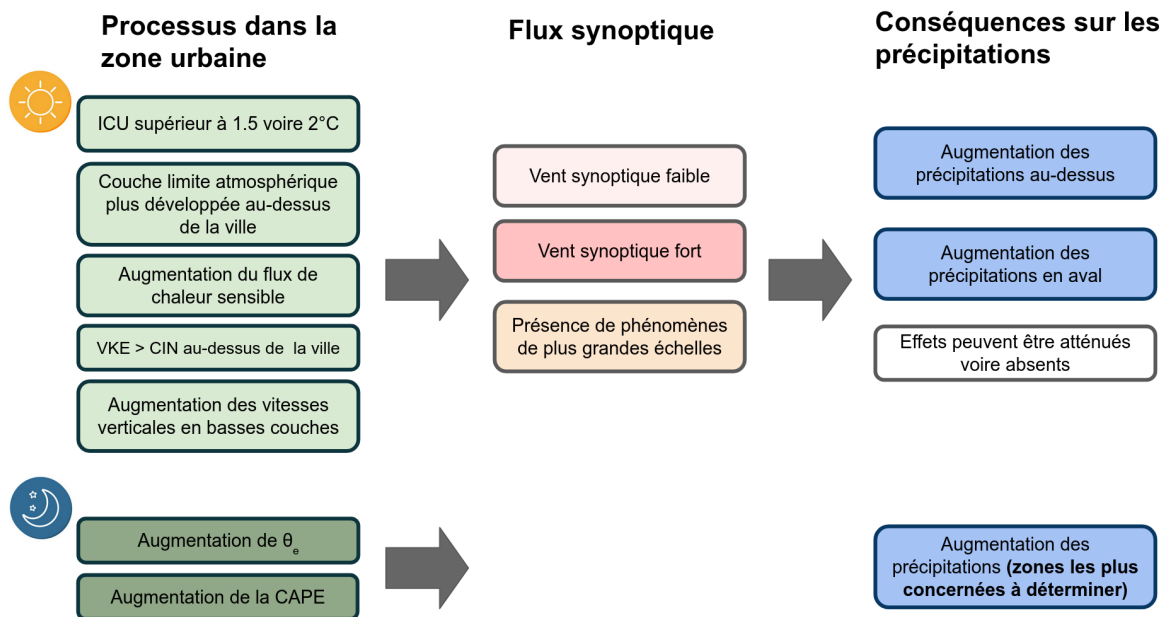 Processus dans la
zone urbaine
Flux synoptique
Conséquences sur les
précipitations
ICU supérieur à 1.5 voire 2°C
Couche limite atmosphérique
plus développée au-dessus
de la ville
Augmentation du flux de
chaleur sensible
VKE > CIN au-dessus de la ville
Augmentation des vitesses
verticales en basses couches
Vent synoptique faible
Vent synoptique fort
Présence de phénomènes
de plus grandes échelles
Augmentation des
précipitations au-dessus
Augmentation des
précipitations en aval
Effets peuvent être atténués
voire absents
Augmentation de θe
Augmentation de la CAPE
Augmentation des
précipitations (zones les plus
concernées à déterminer)